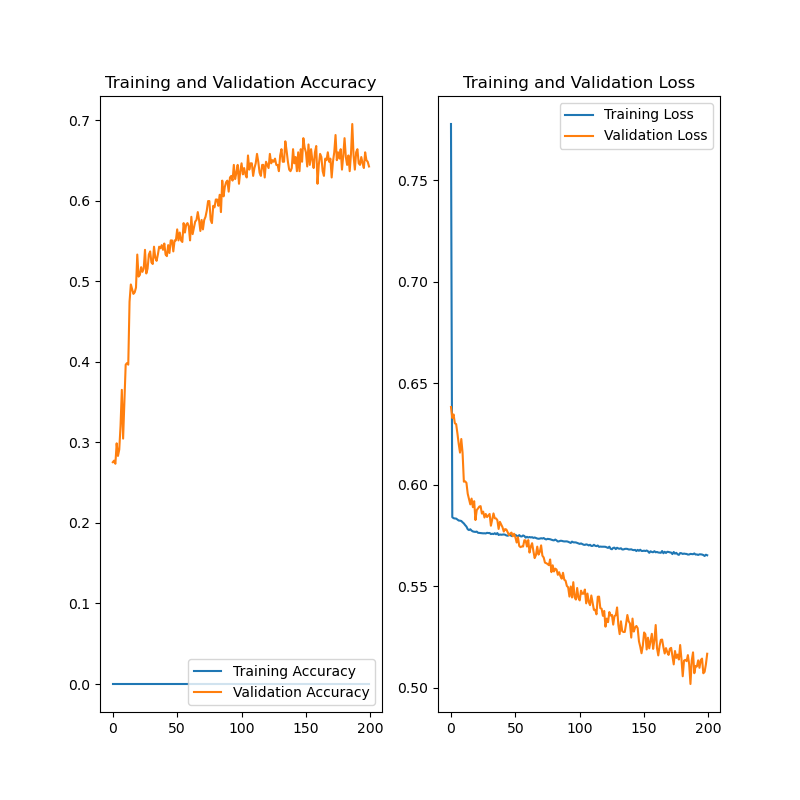 Training and Validation Accuracy
0.7
0.6
0.5
0.4
0.3
0.2
0.1
0.0
0 50 100 150 200
Training Accuracy
Validation Accuracy
Training and Validation Loss
0.75
0.70
0.65
0.60
0.55
0.50
0 50 100 150 200
Training Loss
Validation Loss